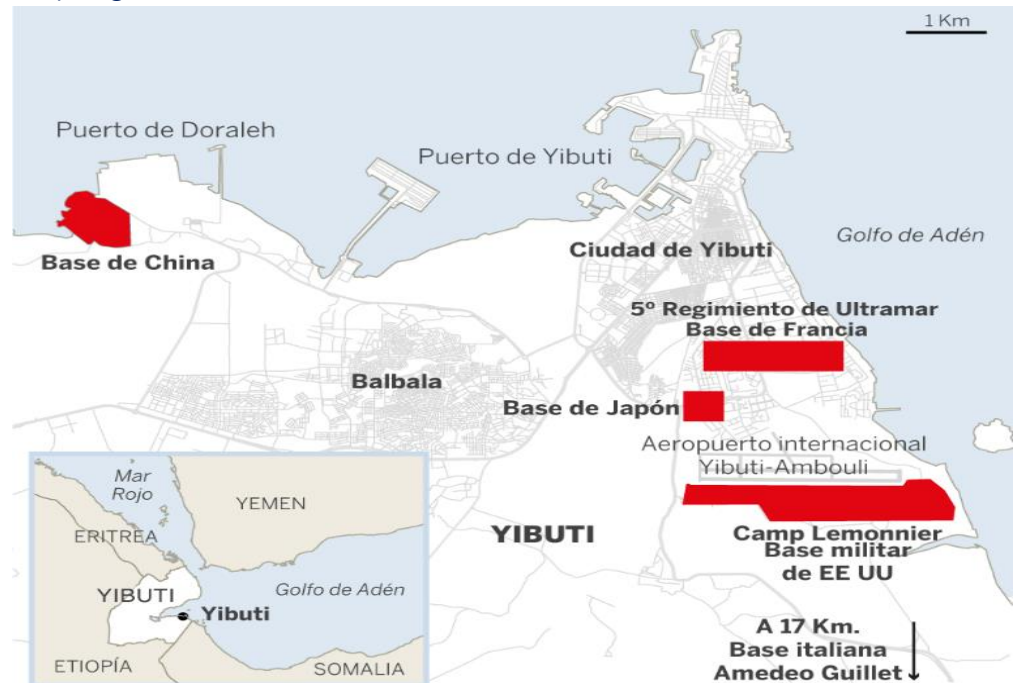 1 Km
Puerto de Doraleh
Puerto de Yibuti
Base de China
Ciudad de Yibuti
Golfo de Adén
5º Regimiento de Ultramar
Base de Francia
Balbala
Base de Japón
Aeropuerto internacional
Yibuti-Ambouli
YIBUTI
Camp Lemonnier
Base militar
de EE UU
A 17 Km.
Base italiana
Amedeo Guillet
Mar
Rojo
YEMEN
ERITREA
YIBUTI
Golfo de Adén
Yibuti
ETIOPÍA
SOMALIA